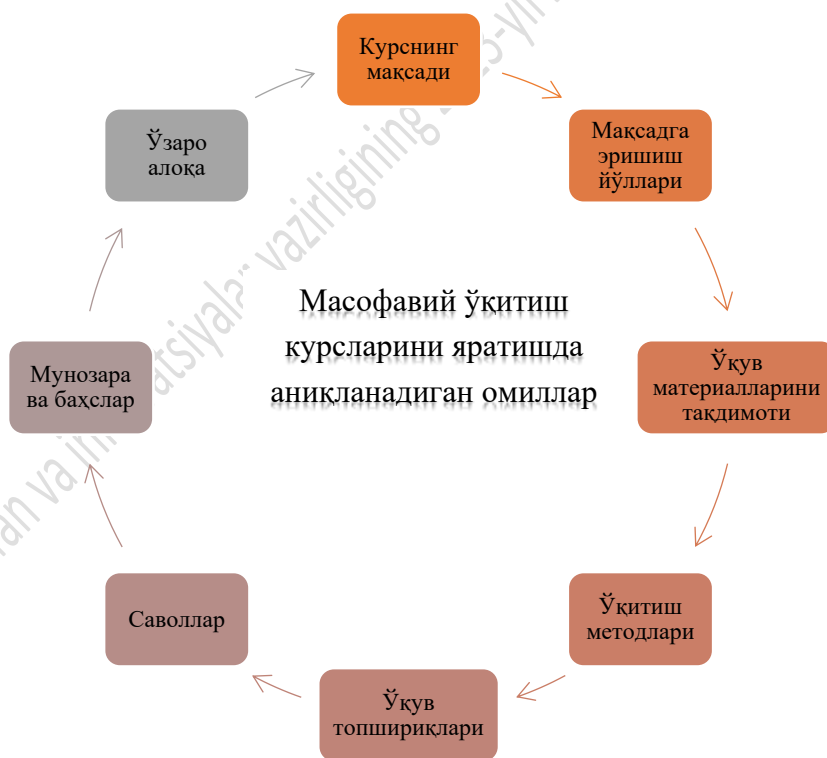 Курснинг
мақсади
Мақсадга
эришиш
йўллари
Ўқув
материалларини
тақдимоти
Ўқитиш
методлари
Ўқув
топшириқлари
Саволлар
Мунозара
ва баҳслар
Ўзаро
алоқа
Масофавий ўқитиш
курсларини яратишда
аниқланадиган омиллар
vazirligining